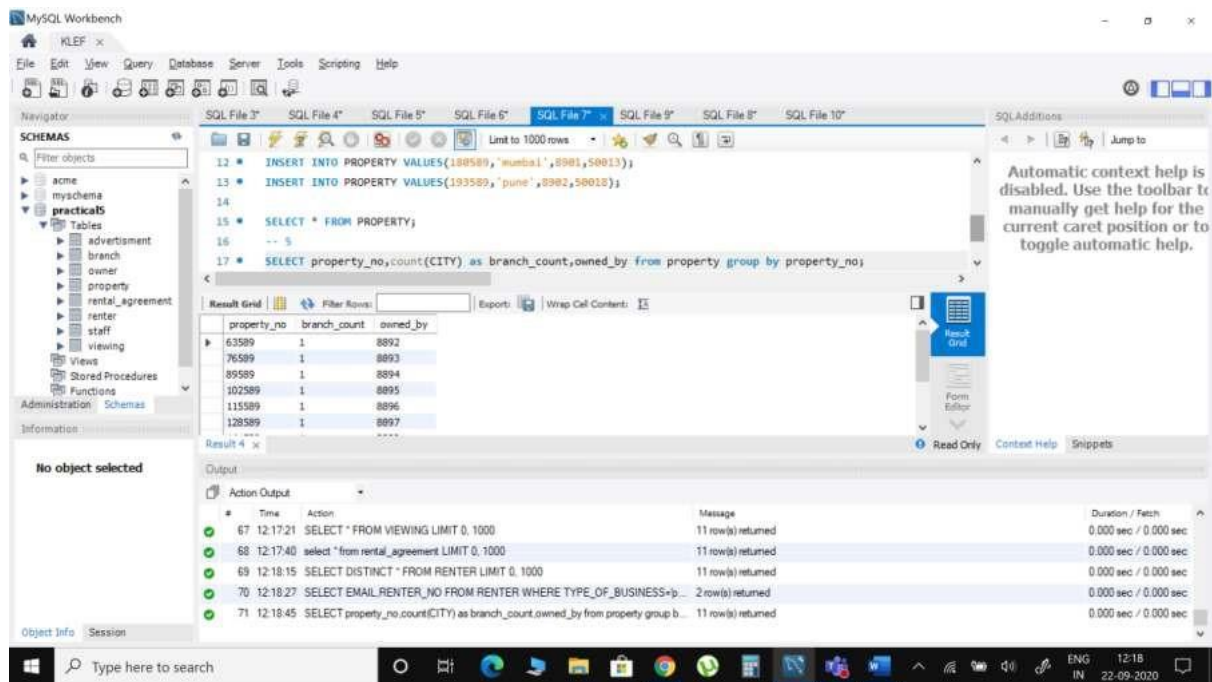 MySQL Workbench
KLEF ×
File Edit View Query Database Server Tools Scripting Help
Navigator
SCHEMAS
Filter objects
acme
myschema
practical5
Tables
advertisment
branch
owner
property
rental_agreement
renter
staff
viewing
Views
Stored Procedures
Functions
Administration Schemas
Information
No object selected
Object Info Session
SQL File 3* SQL File 4* SQL File 5* SQL File 6* SQL File 7* × SQL File 9* SQL File 8* SQL File 10*
Limit to 1000 rows
12 INSERT INTO PROPERTY VALUES(180589,'mumbai',8901,50013);
13 INSERT INTO PROPERTY VALUES(193589,'pune',8902,50018);
14
15 SELECT * FROM PROPERTY;
16 -- 5
17 SELECT property_no,count(CITY) as branch_count,owned_by from property group by property_no;
Result Grid Filter Rows: Export: Wrap Cell Content:
property_no branch_count owned_by
63589 1 8892
76589 1 8893
89589 1 8894
102589 1 8895
115589 1 8896
128589 1 8897
Result Grid
Form Editor
Result 4 × Read Only
SQLAdditions
Jump to
Automatic context help is
disabled. Use the toolbar to
manually get help for the
current caret position or to
toggle automatic help.
Context Help Snippets
Output
Action Output
# Time Action Message Duration / Fetch
67 12:17:21 SELECT * FROM VIEWING LIMIT 0, 1000 11 row(s) returned 0.000 sec / 0.000 sec
68 12:17:40 select * from rental_agreement LIMIT 0, 1000 11 row(s) returned 0.000 sec / 0.000 sec
69 12:18:15 SELECT DISTINCT * FROM RENTER LIMIT 0, 1000 11 row(s) returned 0.000 sec / 0.000 sec
70 12:18:27 SELECT EMAIL,RENTER_NO FROM RENTER WHERE TYPE_OF_BUSINESS='p... 2 row(s) returned 0.000 sec / 0.000 sec
71 12:18:45 SELECT property_no,count(CITY) as branch_count,owned_by from property group b... 11 row(s) returned 0.000 sec / 0.000 sec
Type here to search
ENG
IN
12:18
22-09-2020